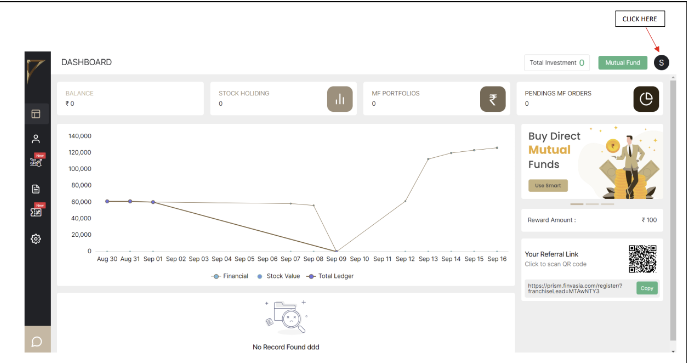 CLICK HERE
DASHBOARD
Total Investment 0
Mutual Fund
S
BALANCE
₹ 0
STOCK HOLIDING
0
MF PORTFOLIOS
0
₹
PENDINGS MF ORDERS
0
New
New
140,000
120,000
100,000
80,000
60,000
40,000
20,000
0
Aug 30 Aug 31 Sep 01 Sep 02 Sep 03 Sep 04 Sep 05 Sep 06 Sep 07 Sep 08 Sep 09 Sep 10 Sep 11 Sep 12 Sep 13 Sep 14 Sep 15 Sep 16
Financial Stock Value Total Ledger
Buy Direct
Mutual
Funds
Use Smart
Reward Amount : ₹ 100
Your Referral Link
Click to scan QR code
https://prism.finvasia.com/register/?
Copy
No Record Found ddd